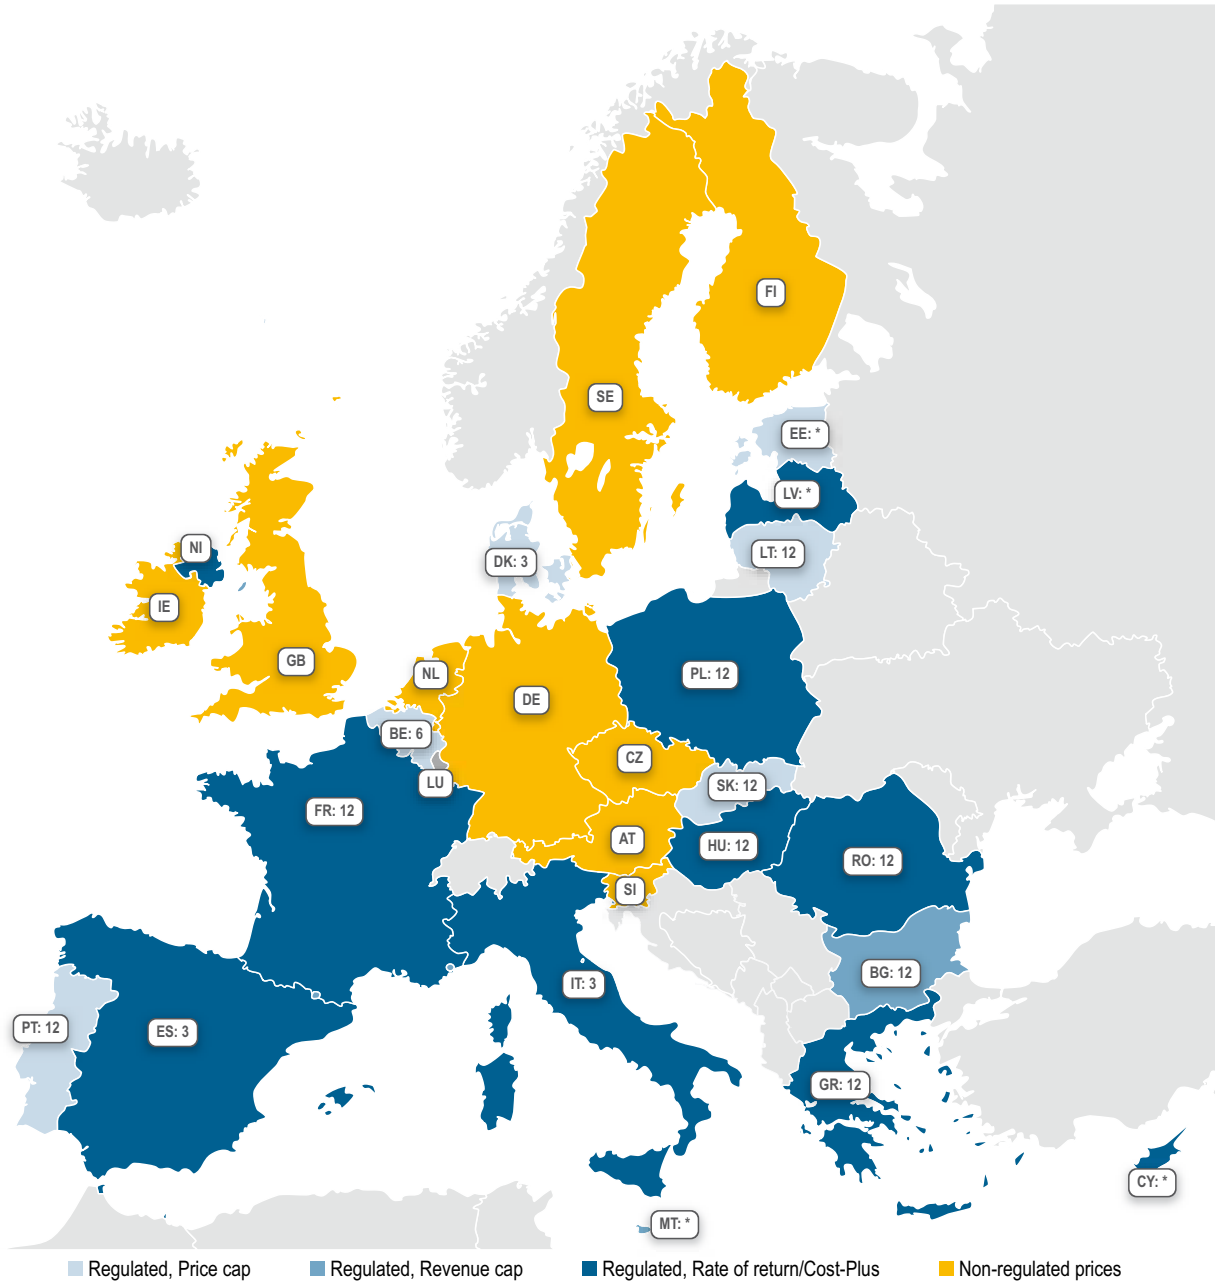 FI
SE
EE: *
LV: *
NI
LT: 12
DK: 3
IE
GB
NL
PL: 12
DE
BE: 6
CZ
LU
SK: 12
FR: 12
AT
HU: 12
RO: 12
SI
BG: 12
IT: 3
PT: 12
ES: 3
GR: 12
CY: *
MT: *
Regulated, Price cap
Regulated, Revenue cap
Regulated, Rate of return/Cost-Plus
Non-regulated prices